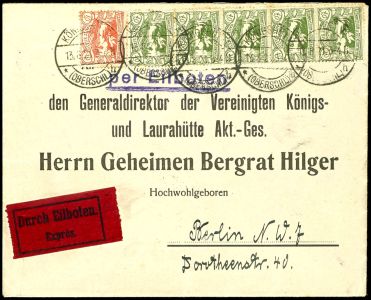 per Eilboten
den Generaldirektor der Vereinigten Königs-
und Laurahütte Akt.-Ges.
Herrn Geheimen Bergrat Hilger
Hochwohlgeboren
Durch Eilboten.
Exprès.
Berlin N. W. 7
Dorotheenstr. 40.